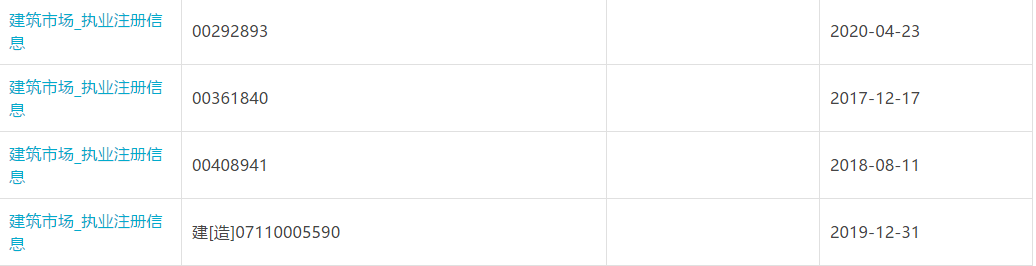 建筑市场_执业注册信
息
00292893
2020-04-23
建筑市场_执业注册信
息
00361840
2017-12-17
建筑市场_执业注册信
息
00408941
2018-08-11
建筑市场_执业注册信
息
建[造]07110005590
2019-12-31